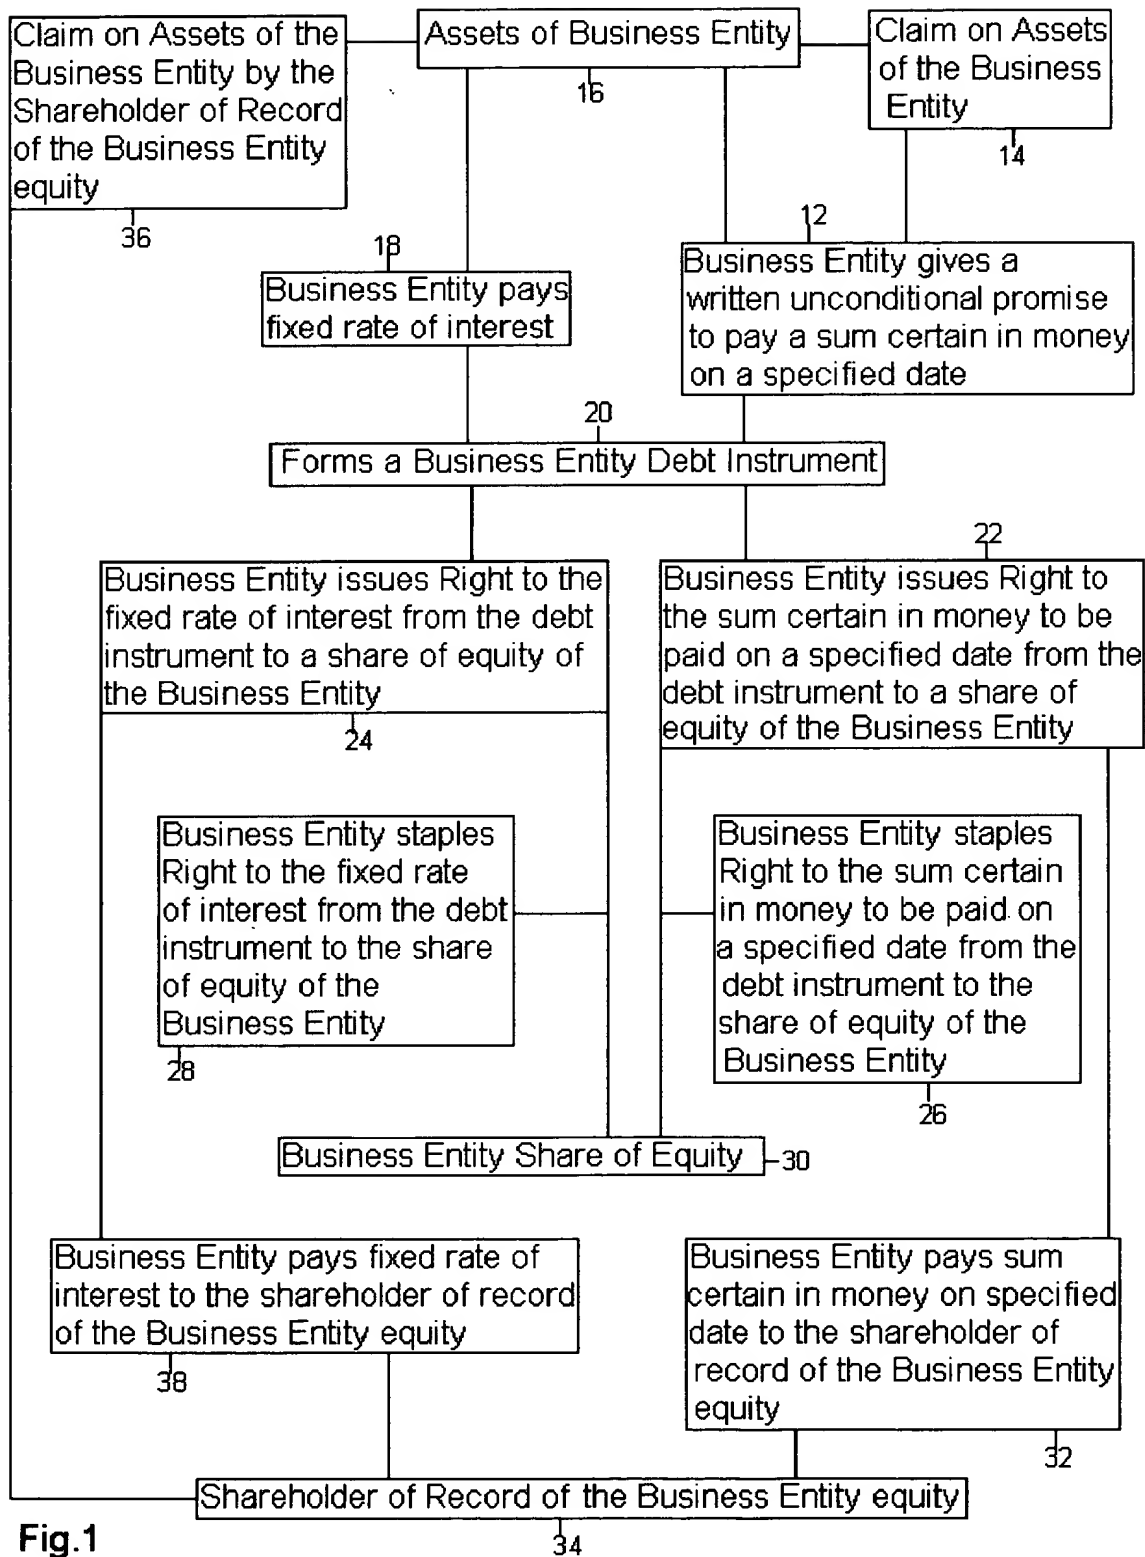 Claim on Assets of the
Business Entity by the
Shareholder of Record
of the Business Entity
equity
36
Assets of Business Entity
16
Claim on Assets
of the Business
Entity
14
18
Business Entity pays
fixed rate of interest
12
Business Entity gives a
written unconditional promise
to pay a sum certain in money
on a specified date
20
Forms a Business Entity Debt Instrument
Business Entity issues Right to the
fixed rate of interest from the debt
instrument to a share of equity of
the Business Entity
24
22
Business Entity issues Right to
the sum certain in money to be
paid on a specified date from the
debt instrument to a share of
equity of the Business Entity
Business Entity staples
Right to the fixed rate
of interest from the debt
instrument to the share
of equity of the
Business Entity
28
Business Entity staples
Right to the sum certain
in money to be paid on
a specified date from the
debt instrument to the
share of equity of the
Business Entity
26
Business Entity Share of Equity
30
Business Entity pays fixed rate of
interest to the shareholder of record
of the Business Entity equity
38
Business Entity pays sum
certain in money on specified
date to the shareholder of
record of the Business Entity
equity
32
Shareholder of Record of the Business Entity equity
34
Fig.1